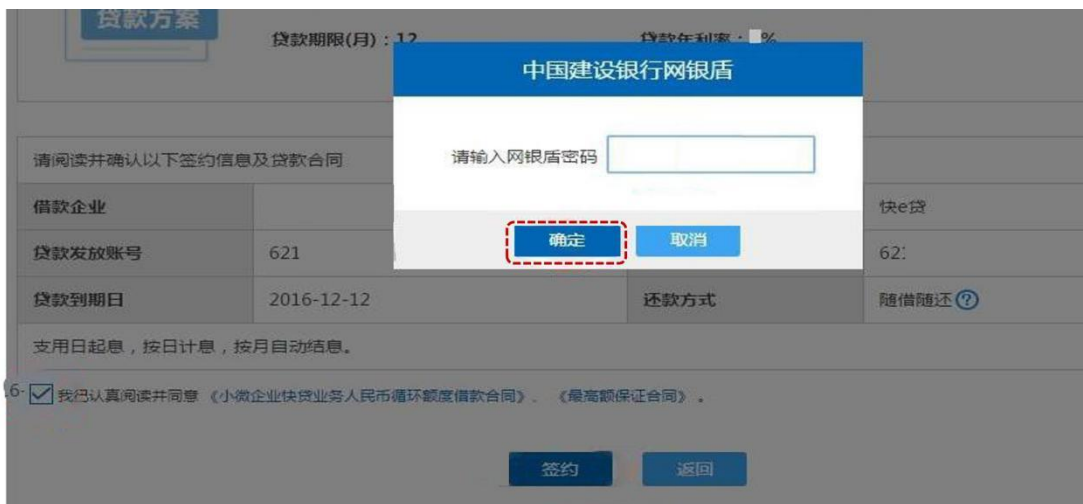 贷款方案
贷款期限(月)：12 贷款年利率： %
中国建设银行网银盾
请输入网银盾密码
确定 取消
请阅读并确认以下签约信息及贷款合同
借款企业 快e贷
贷款发放账号 621 62:
贷款到期日 2016-12-12 还款方式 随借随还 ?
支用日起息，按日计息，按月自动结息。
6- 我已认真阅读并同意 《小微企业快贷业务人民币循环额度借款合同》、 《最高额保证合同》 。
签约 返回